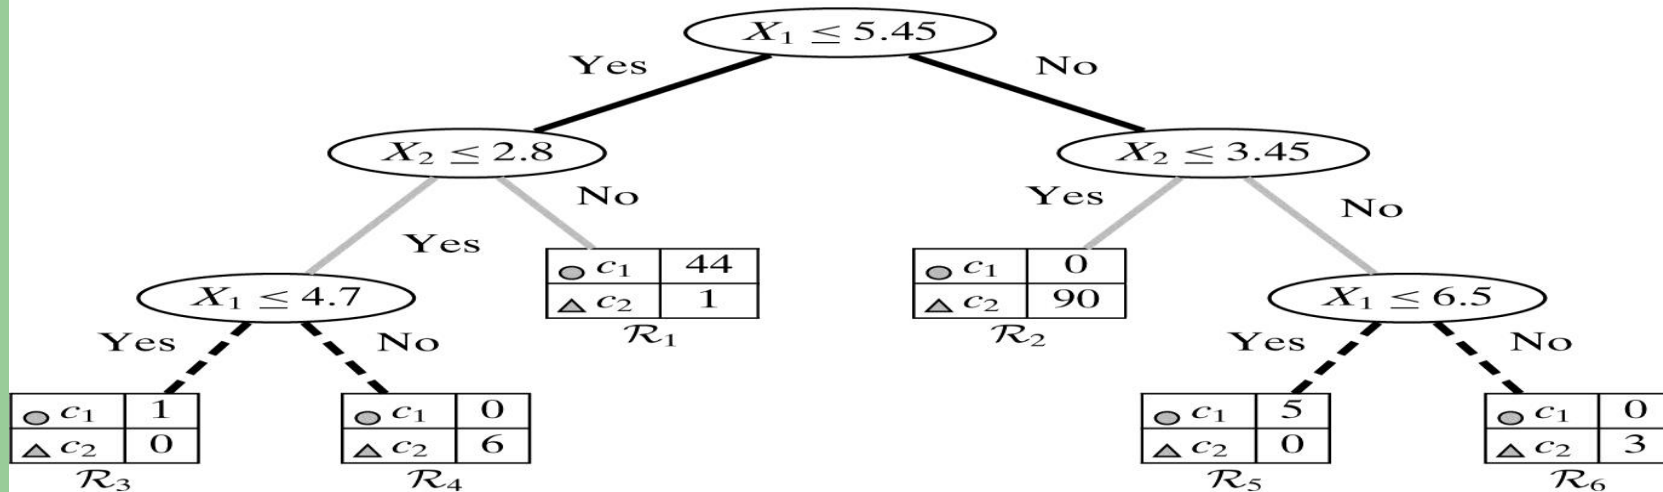 X₁ ≤ 5.45
Yes
No
X₂ ≤ 2.8
X₂ ≤ 3.45
Yes
No
Yes
No
c₁ 44
c₂ 1
R₁
c₁ 0
c₂ 90
R₂
X₁ ≤ 4.7
X₁ ≤ 6.5
Yes
No
Yes
No
c₁ 1
c₂ 0
R₃
c₁ 0
c₂ 6
R₄
c₁ 5
c₂ 0
R₅
c₁ 0
c₂ 3
R₆